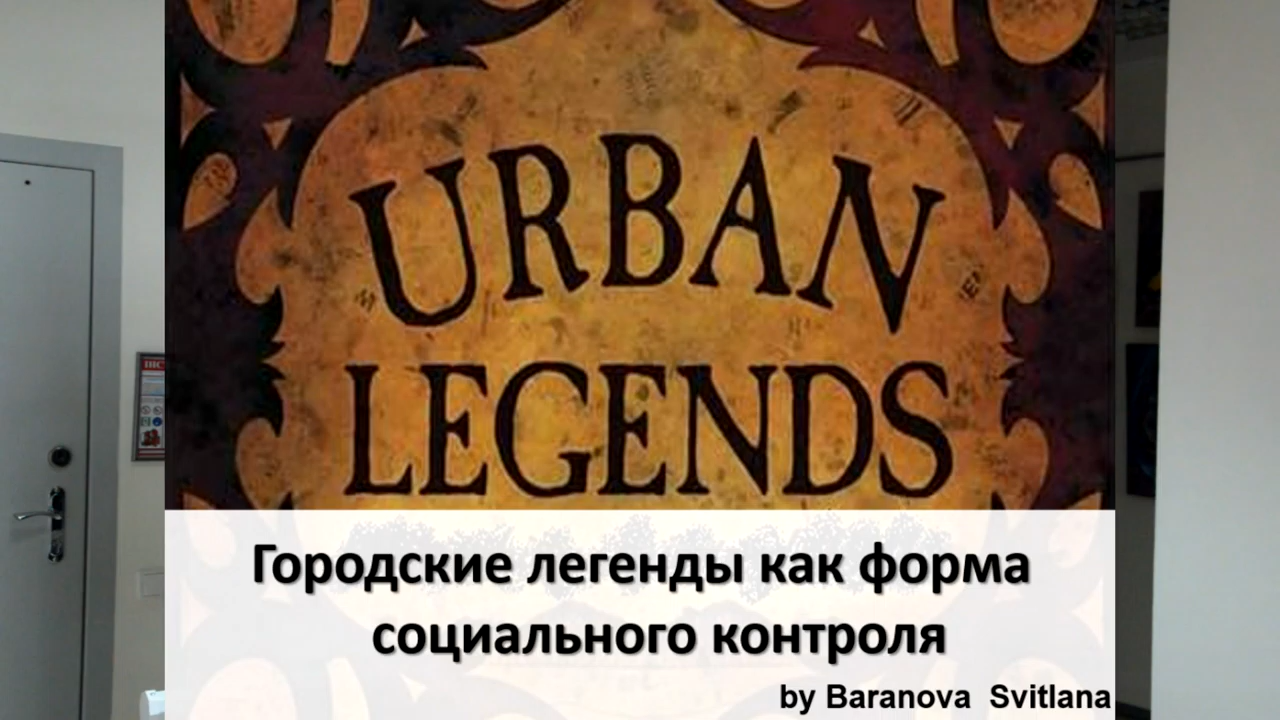 URBAN
LEGENDS
Городские легенды как форма
социального контроля
by Baranova Svitlana